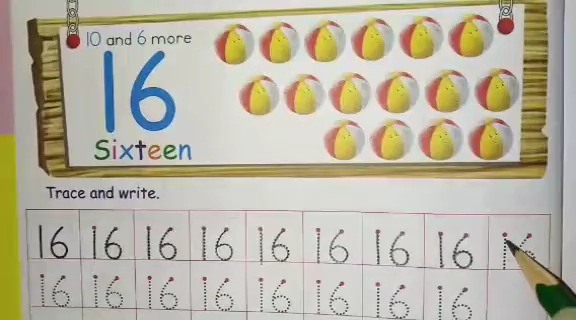 10 and 6 more
16
Sixteen
Trace and write.
16 16 16 16 16 16 16 16 16
16 16 16 16 16 16 16 16